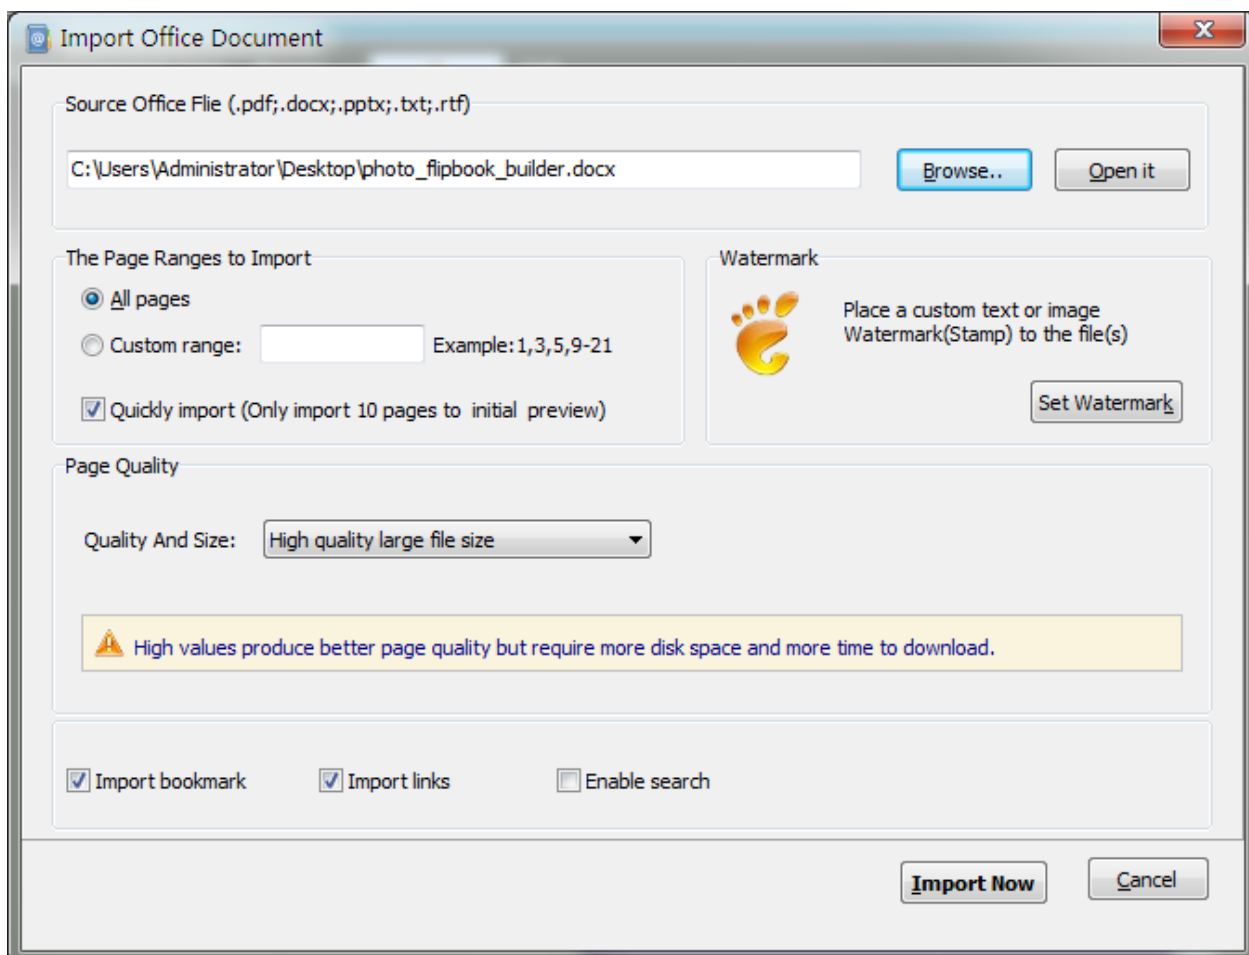 Import Office Document
Source Office Flie (.pdf;.docx;.pptx;.txt;.rtf)
C:\Users\Administrator\Desktop\photo_flipbook_builder.docx
Browse..
Open it
The Page Ranges to Import
All pages
Custom range:
Example:1,3,5,9-21
Quickly import (Only import 10 pages to  initial  preview)
Watermark
Place a custom text or image
Watermark(Stamp) to the file(s)
Set Watermark
Page Quality
Quality And Size:
High quality large file size
High values produce better page quality but require more disk space and more time to download.
Import bookmark
Import links
Enable search
Import Now
Cancel